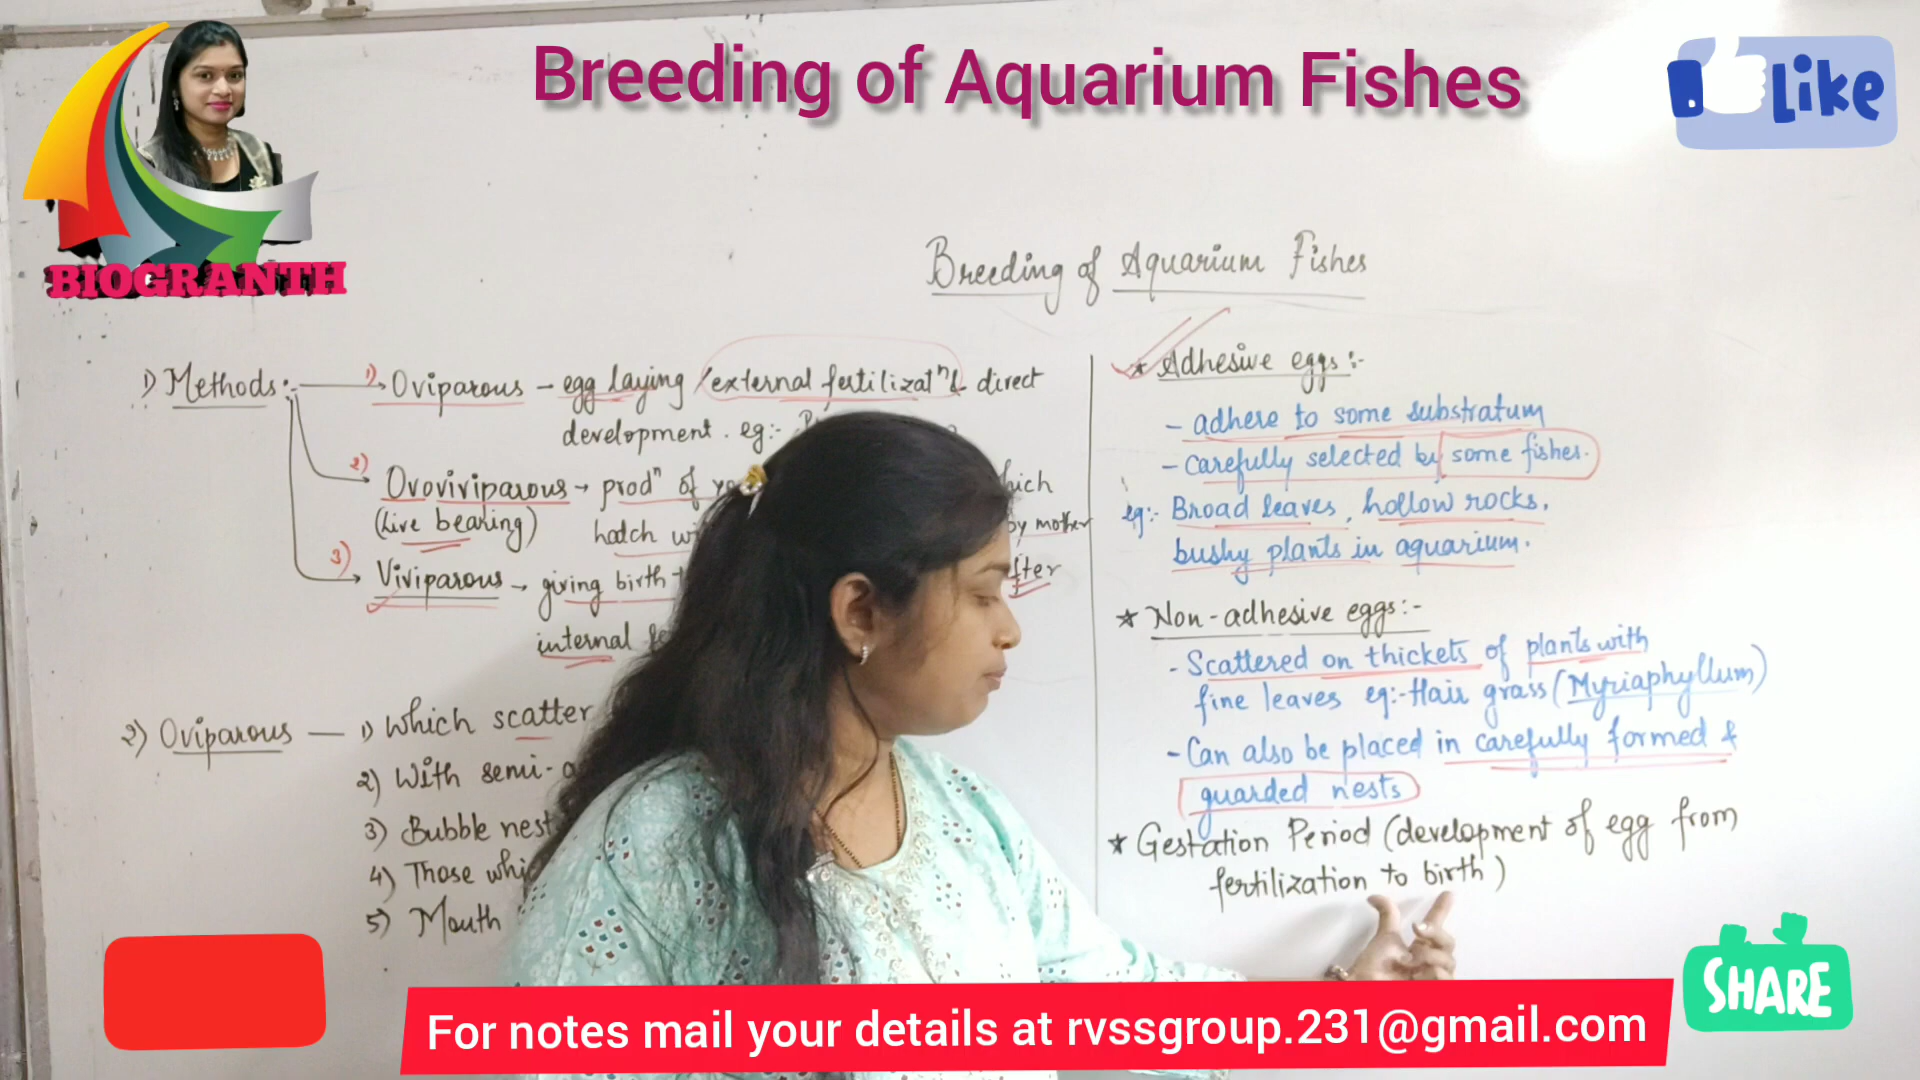 Breeding of Aquarium Fishes
Like
BIOGRANTH
Breeding of Aquarium Fishes
1) Methods:- 1) Oviparous - egg laying / external fertilizatⁿ & direct
development. eg:-
2) Ovoviviparous → prodⁿ of
(Live bearing) hatch by mother
3) Viviparous - giving birth
internal
2) Oviparous — 1) Which scatter
2) With semi-
3) Bubble nest
4) Those
5) Mouth
★ Adhesive eggs:-
- adhere to some substratum
- carefully selected by some fishes.
eg:- Broad leaves, hollow rocks,
bushy plants in aquarium.
★ Non-adhesive eggs:-
- Scattered on thickets of plants with
fine leaves eg:- Hair grass (Myriaphyllum)
- Can also be placed in carefully formed &
guarded nests
★ Gestation Period (development of egg from
fertilization to birth)
SHARE
For notes mail your details at rvssgroup.231@gmail.com